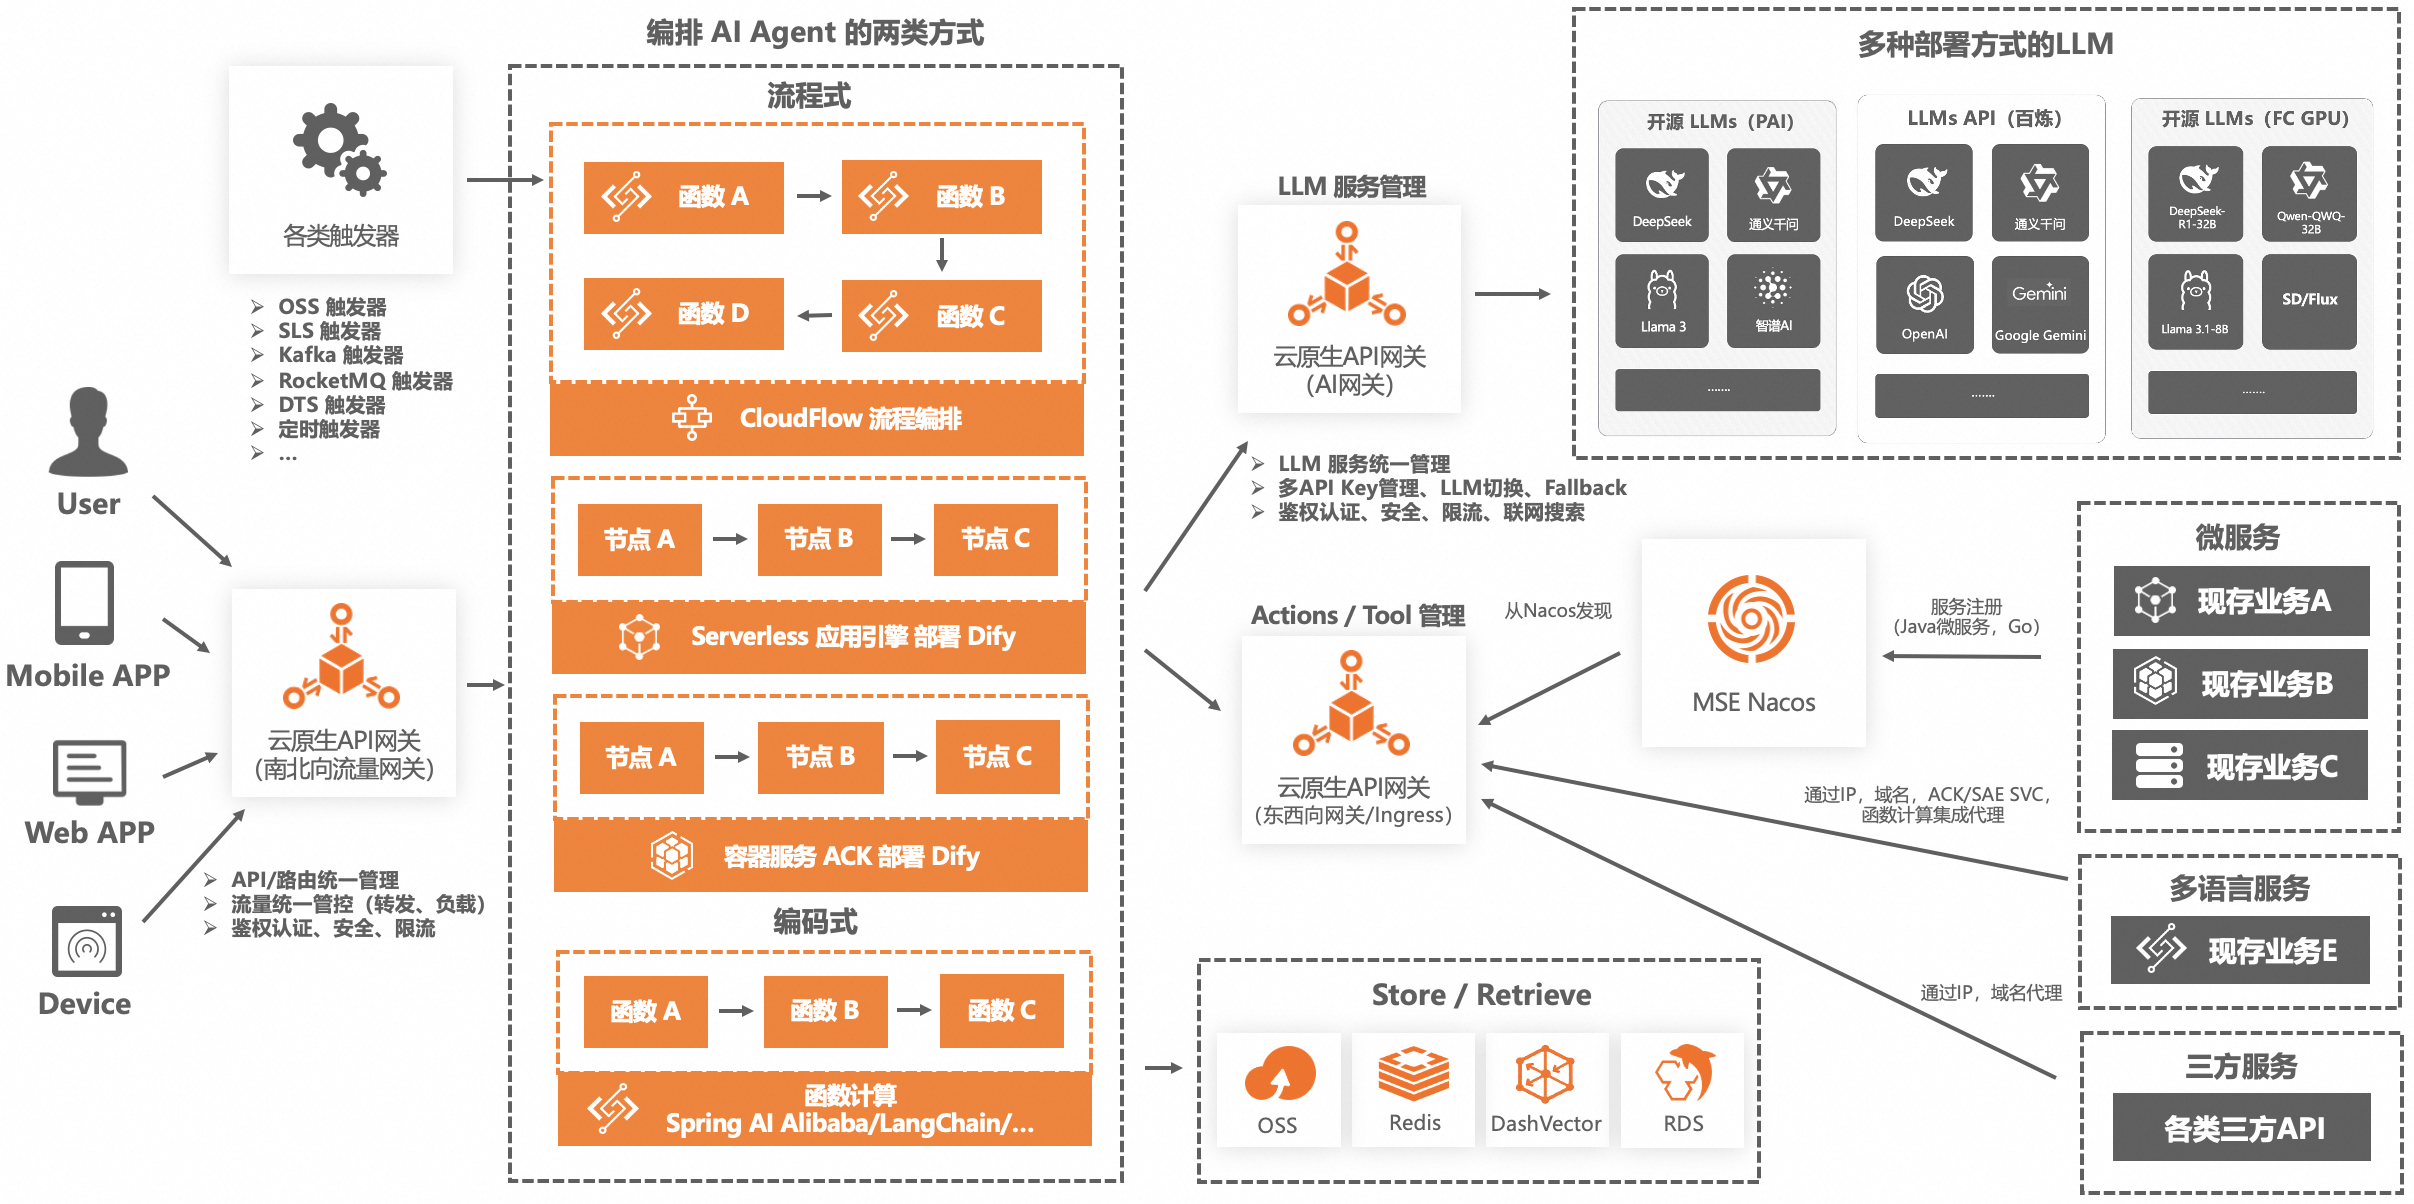 编排 AI Agent 的两类方式
各类触发器
OSS 触发器
SLS 触发器
Kafka 触发器
RocketMQ 触发器
DTS 触发器
定时触发器
...
User
Mobile APP
Web APP
Device
云原生API网关
（南北向流量网关）
API/路由统一管理
流量统一管控（转发、负载）
鉴权认证、安全、限流
流程式
函数 A
函数 B
函数 D
函数 C
CloudFlow 流程编排
节点 A
节点 B
节点 C
Serverless 应用引擎 部署 Dify
节点 A
节点 B
节点 C
容器服务 ACK 部署 Dify
编码式
函数 A
函数 B
函数 C
函数计算
Spring AI Alibaba/LangChain/...
LLM 服务管理
云原生API网关
（AI网关）
LLM 服务统一管理
多API Key管理、LLM切换、Fallback
鉴权认证、安全、限流、联网搜索
Actions / Tool 管理
云原生API网关
（东西向网关/Ingress）
从Nacos发现
MSE Nacos
服务注册
（Java微服务，Go）
通过IP，域名，ACK/SAE SVC，
函数计算集成代理
通过IP，域名代理
Store / Retrieve
OSS
Redis
DashVector
RDS
多种部署方式的LLM
开源 LLMs（PAI）
DeepSeek
通义千问
Llama 3
智谱AI
.......
LLMs API（百炼）
DeepSeek
通义千问
OpenAI
Gemini
Google Gemini
.......
开源 LLMs（FC GPU）
DeepSeek-
R1-32B
Qwen-QWQ-
32B
Llama 3.1-8B
SD/Flux
.......
微服务
现存业务A
现存业务B
现存业务C
多语言服务
现存业务E
三方服务
各类三方API